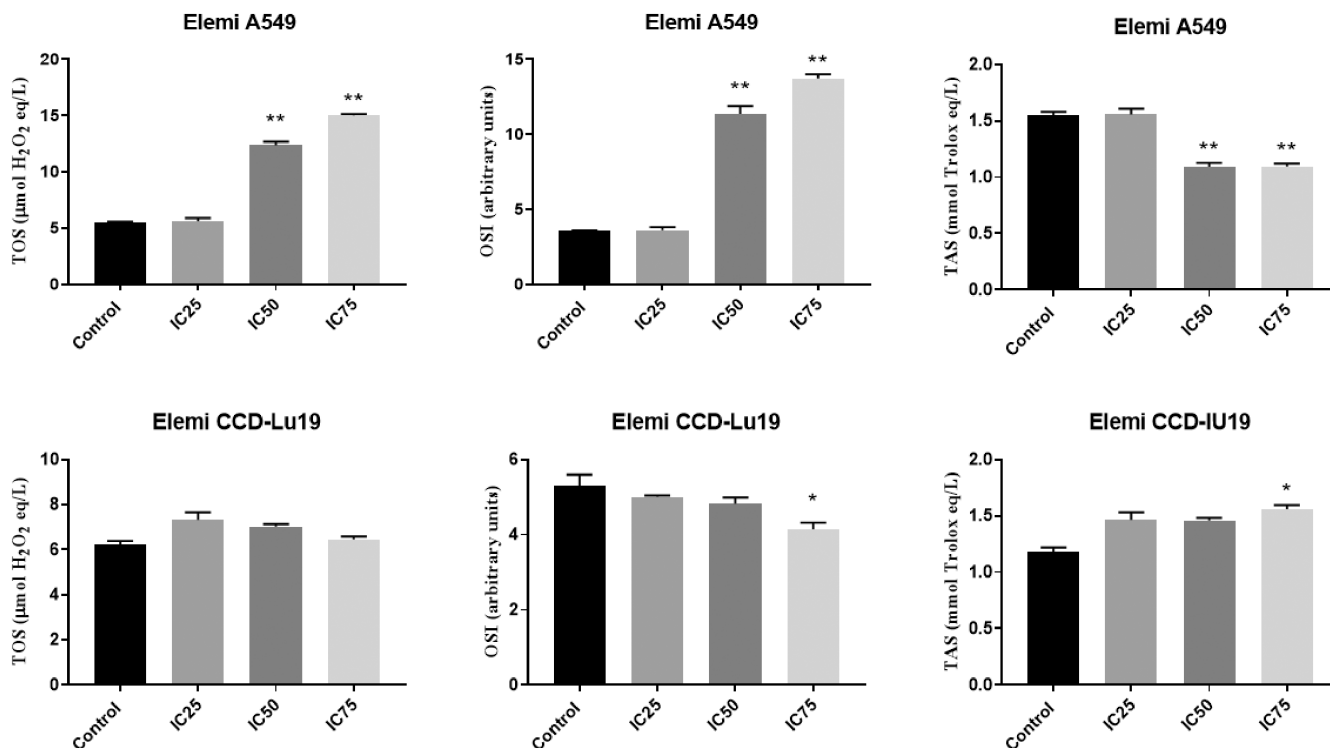 Elemi A549
TOS (µmol H₂O₂ eq/L)
20
15
10
5
0
**
**
Control
IC25
IC50
IC75
Elemi A549
OSI (arbitrary units)
15
10
5
0
**
**
Control
IC25
IC50
IC75
Elemi A549
TAS (mmol Trolox eq/L)
2.0
1.5
1.0
0.5
0.0
**
**
Control
IC25
IC50
IC75
Elemi CCD-Lu19
TOS (µmol H₂O₂ eq/L)
10
8
6
4
2
0
Control
IC25
IC50
IC75
Elemi CCD-Lu19
OSI (arbitrary units)
6
4
2
0
*
Control
IC25
IC50
IC75
Elemi CCD-IU19
TAS (mmol Trolox eq/L)
2.0
1.5
1.0
0.5
0.0
*
Control
IC25
IC50
IC75